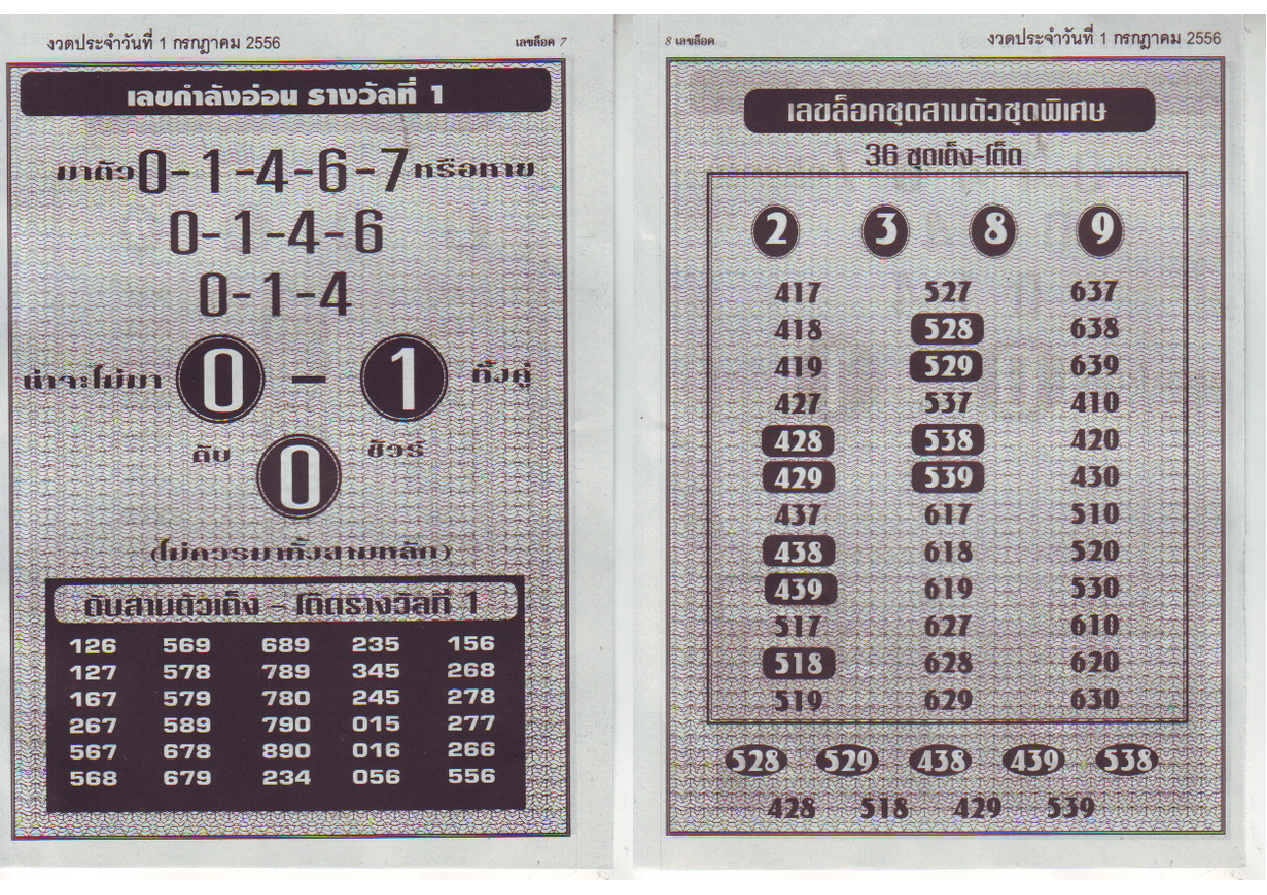 งวดประจำวันที่ 1 กรกฎาคม 2556 เลขล็อค 7
เลขกำลังอ่อน รางวัลที่ 1
มาตัว 0-1-4-6-7 หรือหาย
0-1-4-6
0-1-4
น่าจะไม่มา 0 - 1 ทิ้งคู่
ดับ 0 ชัวร์
(ไม่ควรมาทั้งสามหลัก)
ดับสามตัวเต็ง - โต๊ดรางวัลที่ 1
126 569 689 235 156
127 578 789 345 268
167 579 780 245 278
267 589 790 015 277
567 678 890 016 266
568 679 234 056 556
8 เลขล็อค งวดประจำวันที่ 1 กรกฎาคม 2556
เลขล็อคชุดสามตัวชุดพิเศษ
36 ชุดเต็ง-โต๊ด
2 3 8 9
417 527 637
418 528 638
419 529 639
427 537 410
428 538 420
429 539 430
437 617 510
438 618 520
439 619 530
517 627 610
518 628 620
519 629 630
528 529 438 439 538
428 518 429 539